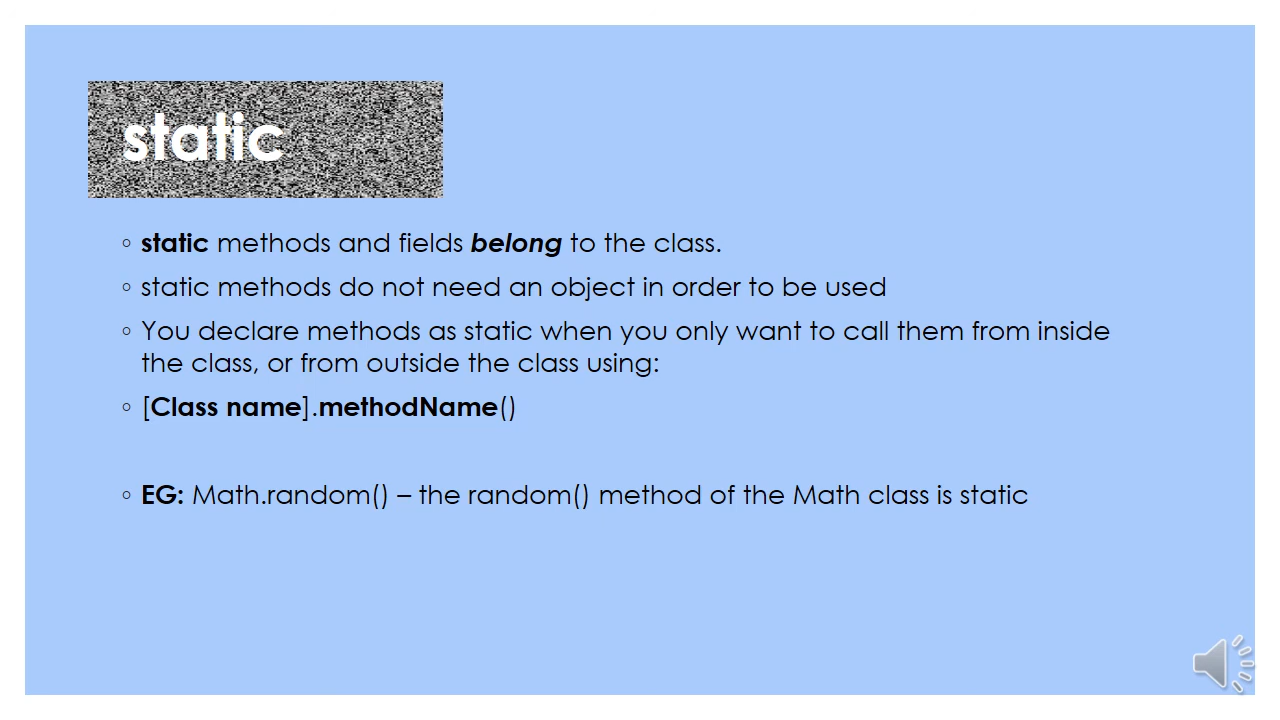 static
◦ static methods and fields belong to the class.
◦ static methods do not need an object in order to be used
◦ You declare methods as static when you only want to call them from inside
the class, or from outside the class using:
◦ [Class name].methodName()
◦ EG: Math.random() – the random() method of the Math class is static